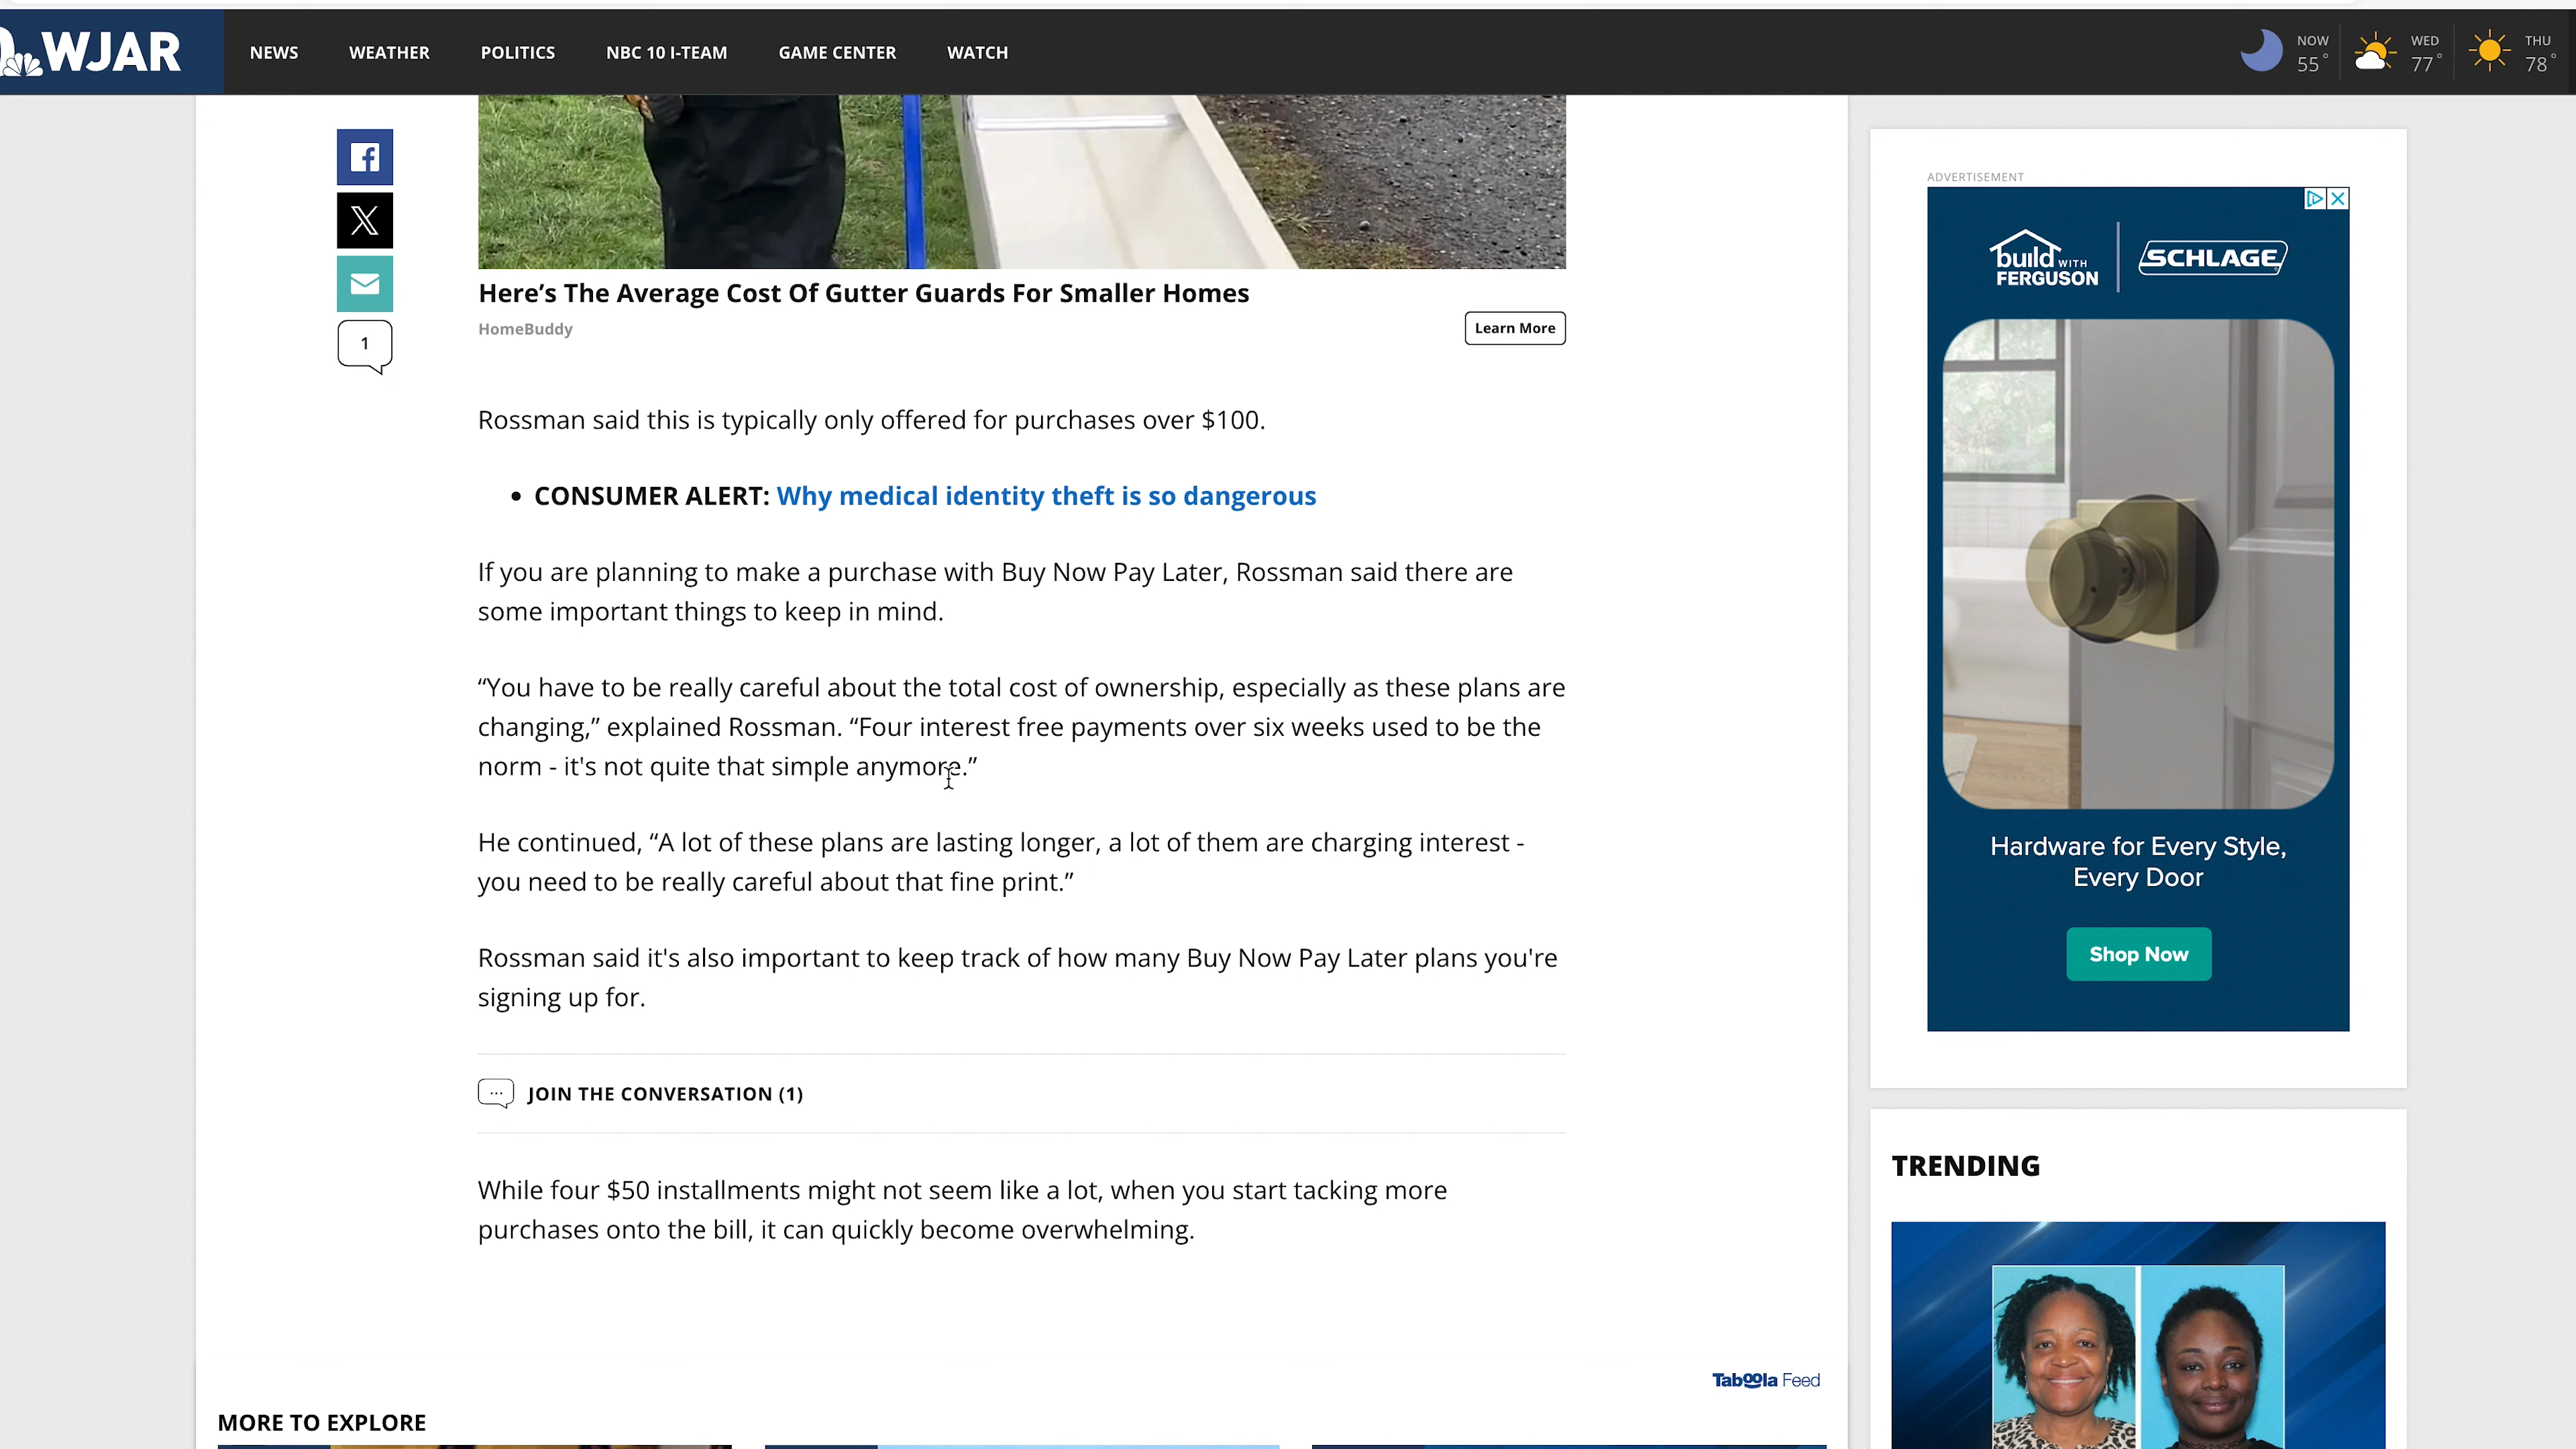 WJAR
NEWS
WEATHER
POLITICS
NBC 10 I-TEAM
GAME CENTER
WATCH
NOW
55°
WED
77°
THU
78°
1
Here’s The Average Cost Of Gutter Guards For Smaller Homes
HomeBuddy
Learn More
Rossman said this is typically only offered for purchases over $100.
• CONSUMER ALERT: Why medical identity theft is so dangerous
If you are planning to make a purchase with Buy Now Pay Later, Rossman said there are
some important things to keep in mind.
“You have to be really careful about the total cost of ownership, especially as these plans are
changing,” explained Rossman. “Four interest free payments over six weeks used to be the
norm - it's not quite that simple anymore.”
He continued, “A lot of these plans are lasting longer, a lot of them are charging interest -
you need to be really careful about that fine print.”
Rossman said it's also important to keep track of how many Buy Now Pay Later plans you're
signing up for.
JOIN THE CONVERSATION (1)
While four $50 installments might not seem like a lot, when you start tacking more
purchases onto the bill, it can quickly become overwhelming.
Taboola Feed
MORE TO EXPLORE
ADVERTISEMENT
build WITH
FERGUSON
SCHLAGE
Hardware for Every Style,
Every Door
Shop Now
TRENDING